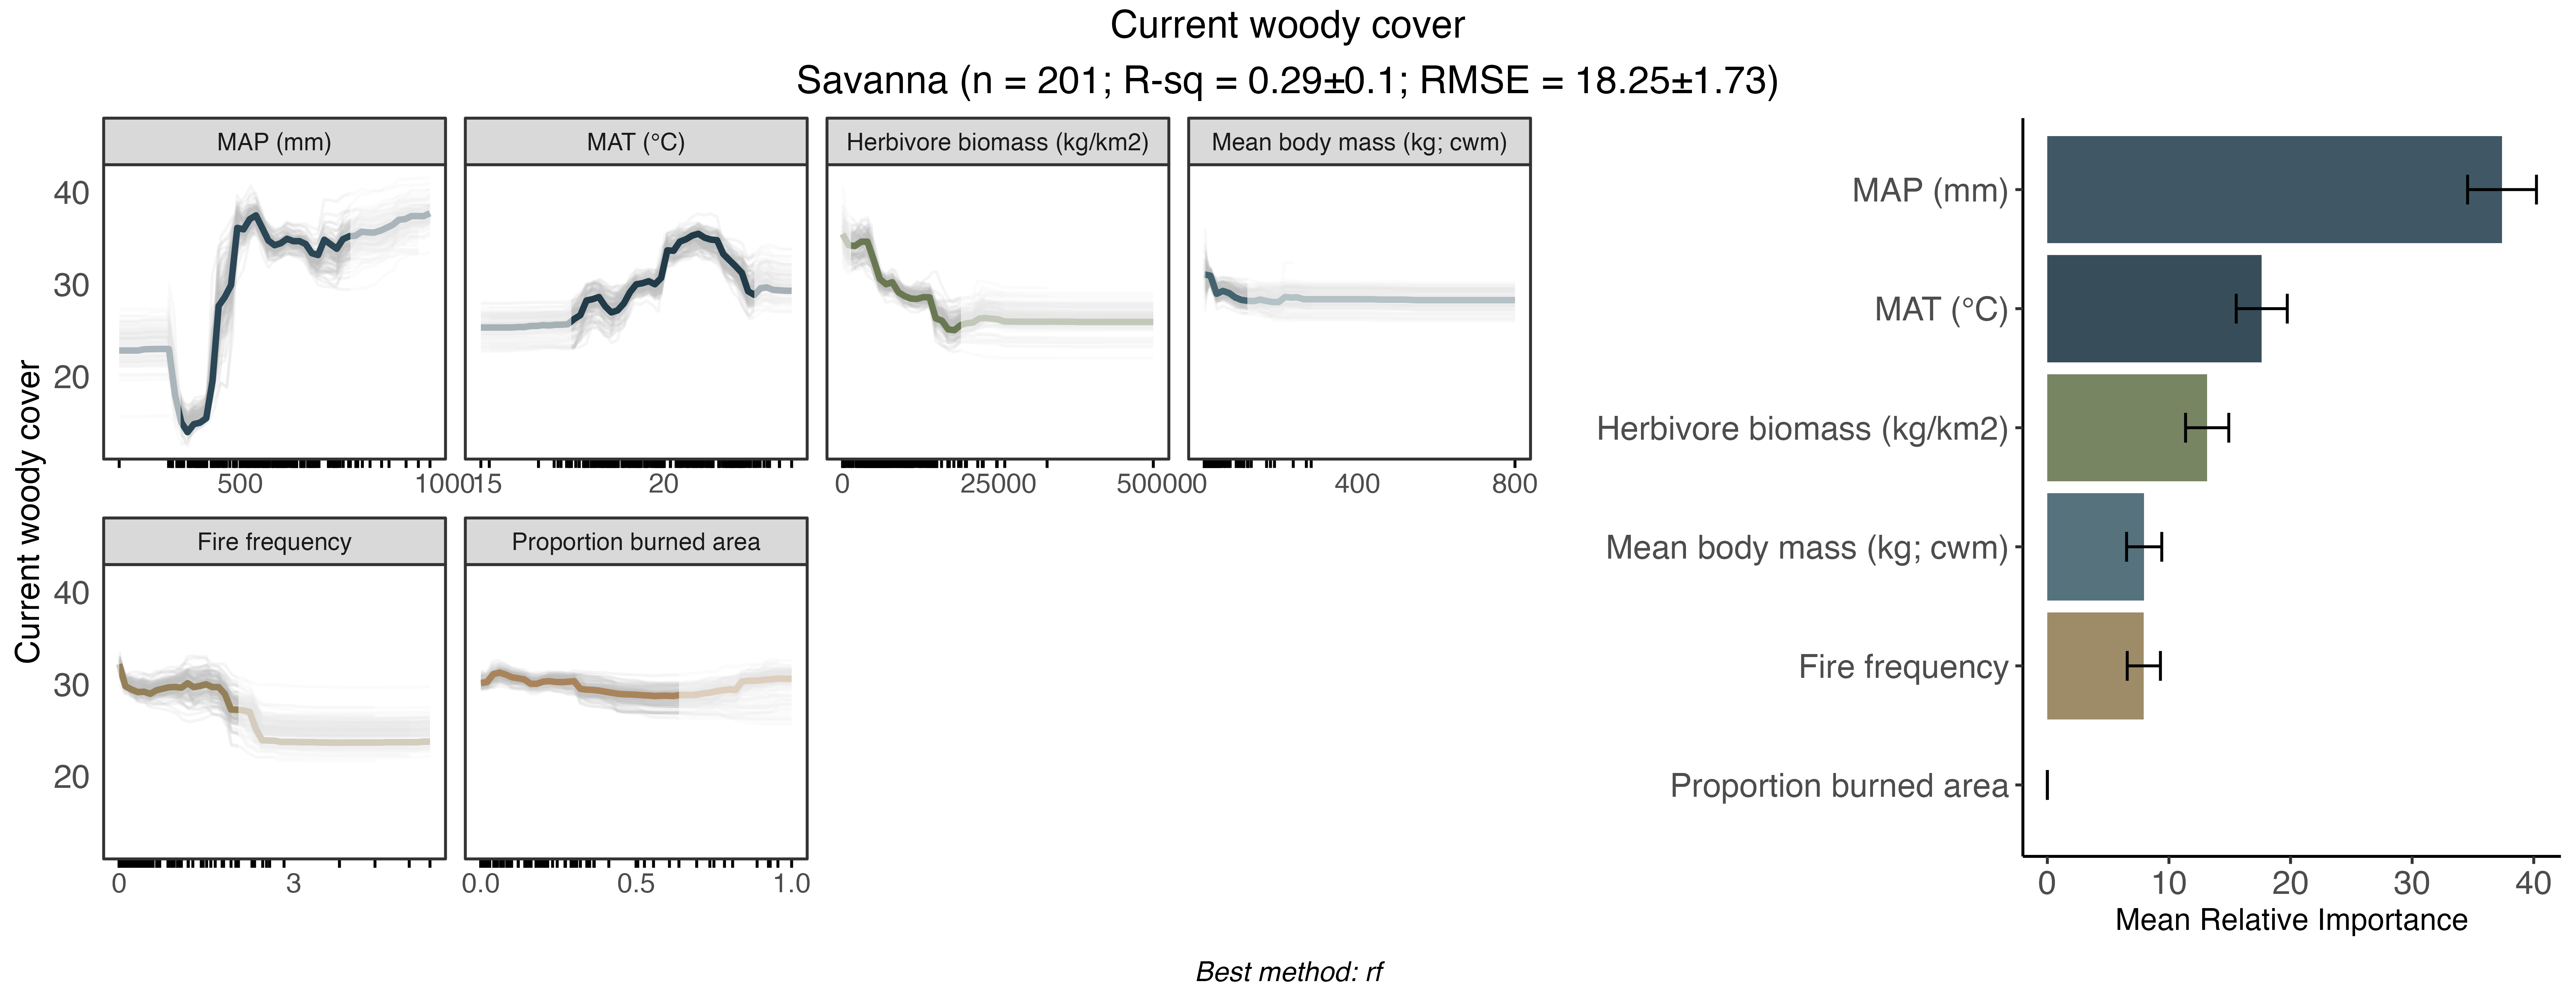 Current woody cover
Savanna (n = 201; R-sq = 0.29±0.1; RMSE = 18.25±1.73)
Current woody cover
MAP (mm)
MAT (°C)
Herbivore biomass (kg/km2)
Mean body mass (kg; cwm)
40
30
20
500 1000
15 20
0 25000 50000
0 400 800
Fire frequency
Proportion burned area
40
30
20
0 3
0.0 0.5 1.0
MAP (mm)
MAT (°C)
Herbivore biomass (kg/km2)
Mean body mass (kg; cwm)
Fire frequency
Proportion burned area
0 10 20 30 40
Mean Relative Importance
Best method: rf